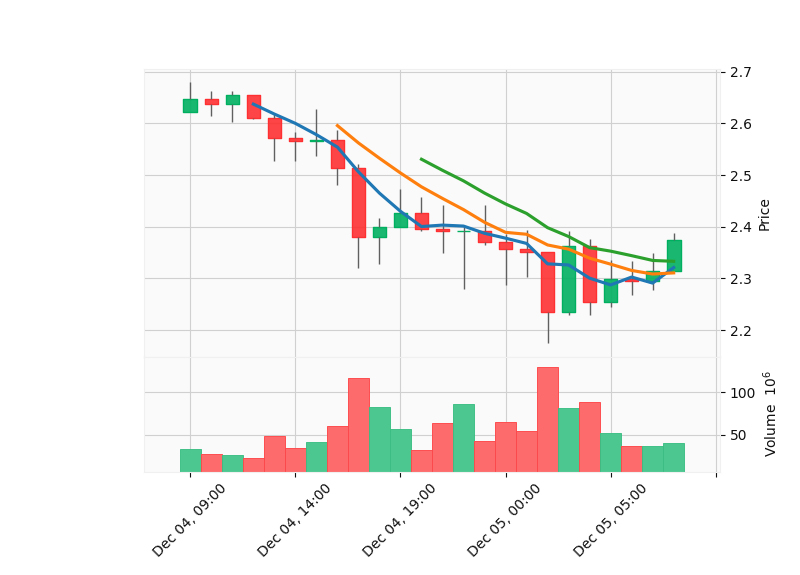 2.7
2.6
2.5
2.4
2.3
2.2
Price
100
50
Volume 10^6
Dec 04, 09:00
Dec 04, 14:00
Dec 04, 19:00
Dec 05, 00:00
Dec 05, 05:00